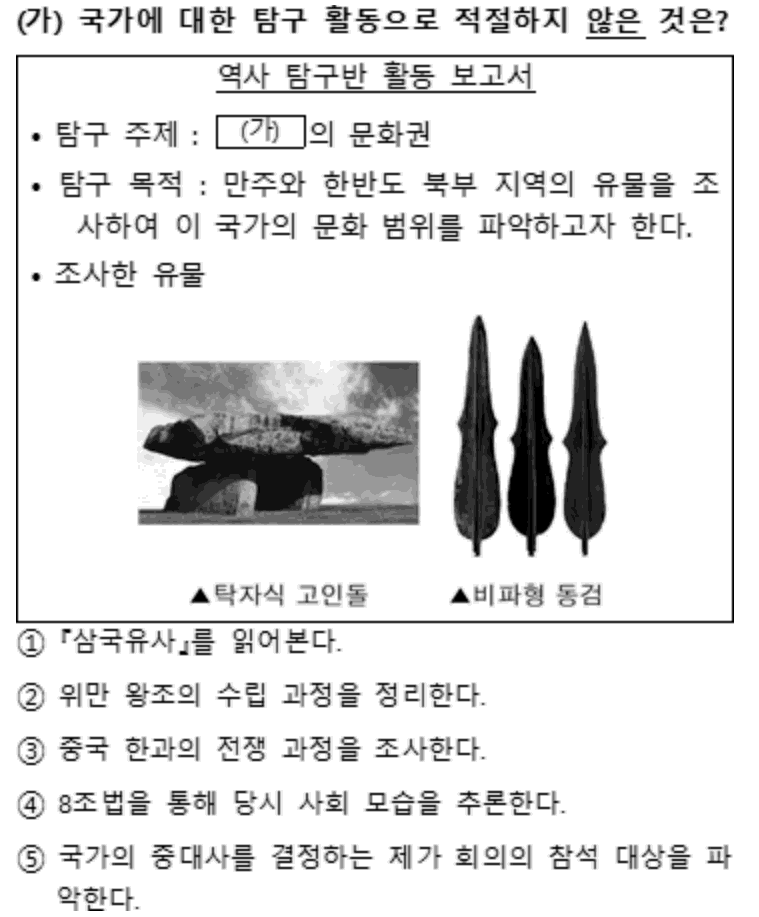 (가) 국가에 대한 탐구 활동으로 적절하지 않은 것은?
역사 탐구반 활동 보고서
• 탐구 주제 : (가) 의 문화권
• 탐구 목적 : 만주와 한반도 북부 지역의 유물을 조
사하여 이 국가의 문화 범위를 파악하고자 한다.
• 조사한 유물
▲탁자식 고인돌 ▲비파형 동검
① 『삼국유사』를 읽어본다.
② 위만 왕조의 수립 과정을 정리한다.
③ 중국 한과의 전쟁 과정을 조사한다.
④ 8조법을 통해 당시 사회 모습을 추론한다.
⑤ 국가의 중대사를 결정하는 제가 회의의 참석 대상을 파
악한다.